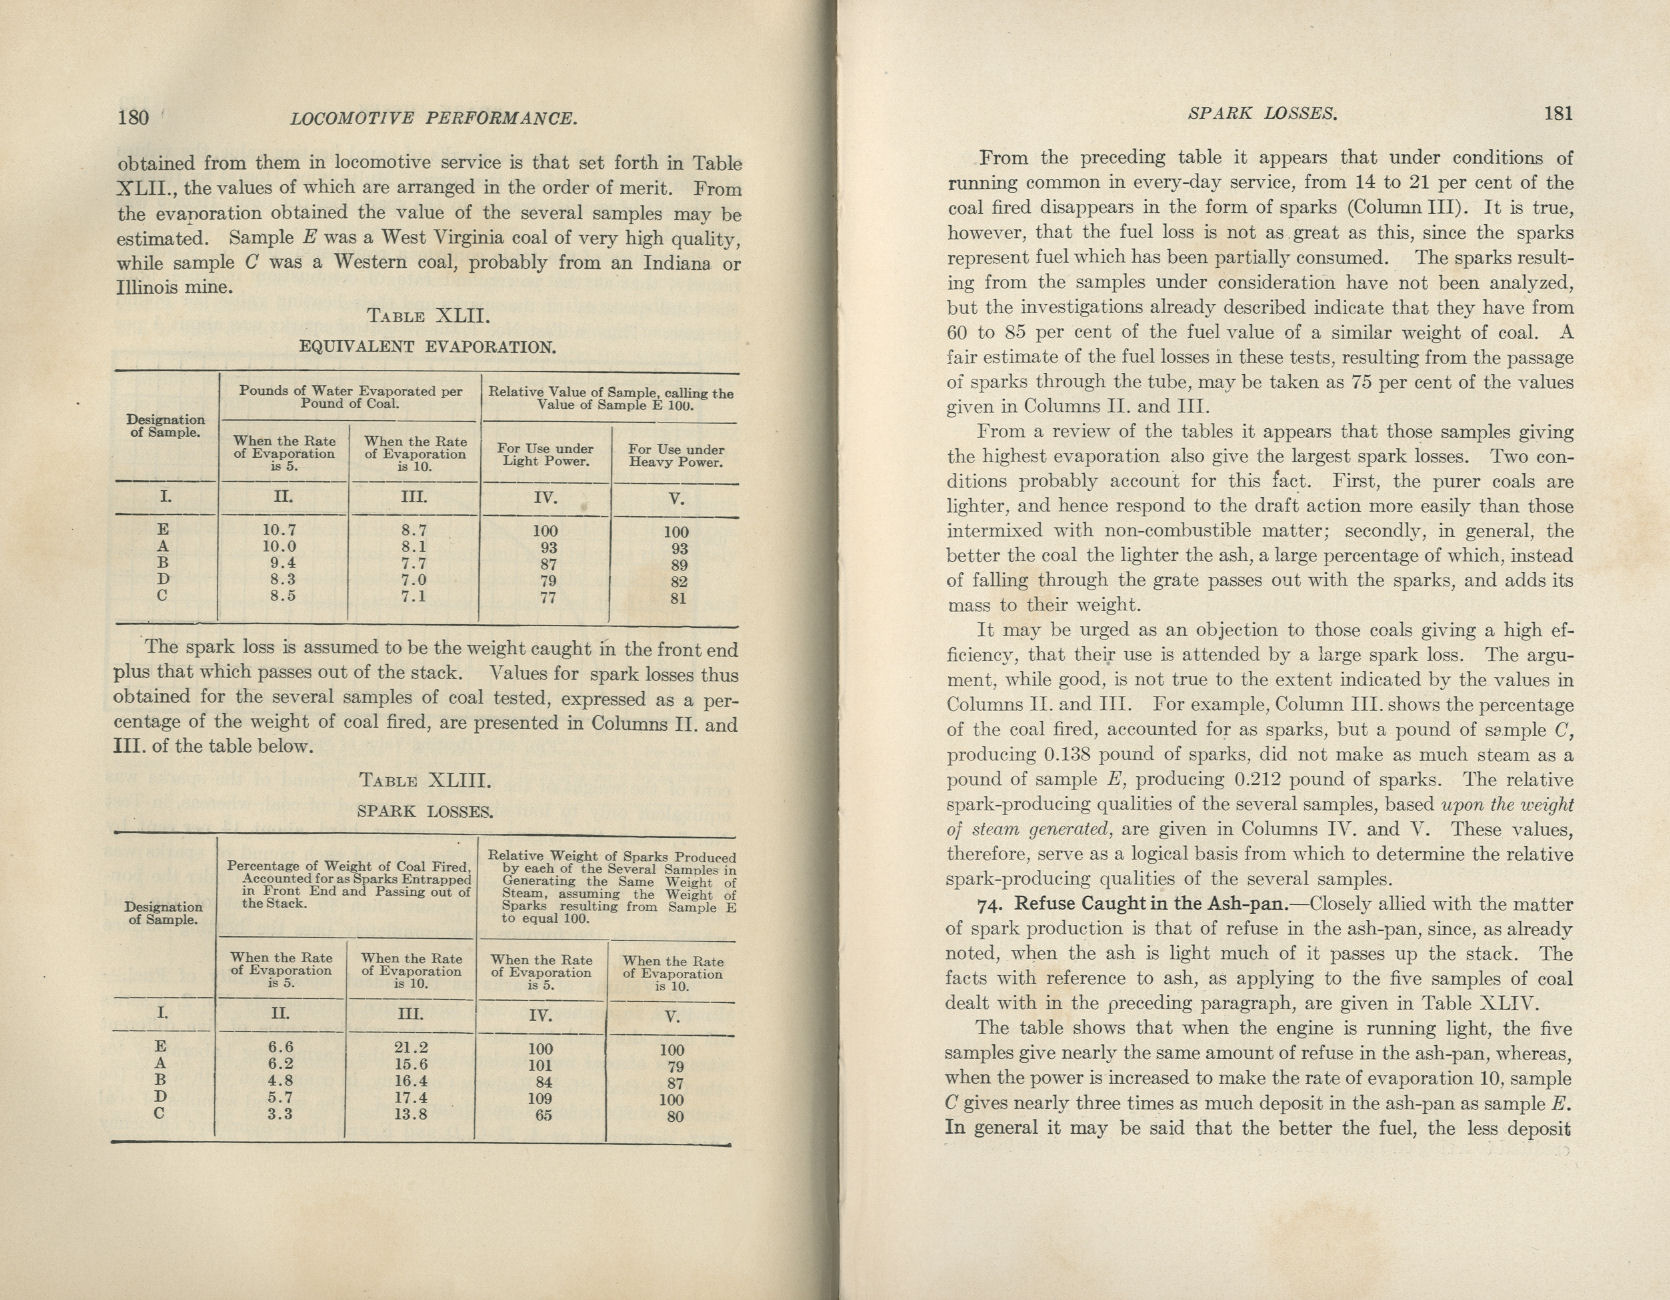 180 LOCOMOTIVE PERFORMANCE.
obtained from them in locomotive service is that set forth in Table
XLII., the values of which are arranged in the order of merit. From
the evaporation obtained the value of the several samples may be
estimated. Sample E was a West Virginia coal of very high quality,
while sample C was a Western coal, probably from an Indiana or
Illinois mine.
TABLE XLII.
EQUIVALENT EVAPORATION.
Designation
of Sample.
Pounds of Water Evaporated per
Pound of Coal.
Relative Value of Sample, calling the
Value of Sample E 100.
When the Rate
of Evaporation
is 5.
When the Rate
of Evaporation
is 10.
For Use under
Light Power.
For Use under
Heavy Power.
I. II. III. IV. V.
E 10.7 8.7 100 100
A 10.0 8.1 93 93
B 9.4 7.7 87 89
D 8.3 7.0 79 82
C 8.5 7.1 77 81
The spark loss is assumed to be the weight caught in the front end
plus that which passes out of the stack. Values for spark losses thus
obtained for the several samples of coal tested, expressed as a per-
centage of the weight of coal fired, are presented in Columns II. and
III. of the table below.
TABLE XLIII.
SPARK LOSSES.
Designation
of Sample.
Percentage of Weight of Coal Fired,
Accounted for as Sparks Entrapped
in Front End and Passing out of
the Stack.
Relative Weight of Sparks Produced
by each of the Several Samples in
Generating the Same Weight of
Steam, assuming the Weight of
Sparks resulting from Sample E
to equal 100.
When the Rate
of Evaporation
is 5.
When the Rate
of Evaporation
is 10.
When the Rate
of Evaporation
is 5.
When the Rate
of Evaporation
is 10.
I. II. III. IV. V.
E 6.6 21.2 100 100
A 6.2 15.6 101 79
B 4.8 16.4 84 87
D 5.7 17.4 109 100
C 3.3 13.8 65 80
SPARK LOSSES. 181
From the preceding table it appears that under conditions of
running common in every-day service, from 14 to 21 per cent of the
coal fired disappears in the form of sparks (Column III). It is true,
however, that the fuel loss is not as great as this, since the sparks
represent fuel which has been partially consumed. The sparks result-
ing from the samples under consideration have not been analyzed,
but the investigations already described indicate that they have from
60 to 85 per cent of the fuel value of a similar weight of coal. A
fair estimate of the fuel losses in these tests, resulting from the passage
of sparks through the tube, may be taken as 75 per cent of the values
given in Columns II. and III.
From a review of the tables it appears that those samples giving
the highest evaporation also give the largest spark losses. Two con-
ditions probably account for this fact. First, the purer coals are
lighter, and hence respond to the draft action more easily than those
intermixed with non-combustible matter; secondly, in general, the
better the coal the lighter the ash, a large percentage of which, instead
of falling through the grate passes out with the sparks, and adds its
mass to their weight.
It may be urged as an objection to those coals giving a high ef-
ficiency, that their use is attended by a large spark loss. The argu-
ment, while good, is not true to the extent indicated by the values in
Columns II. and III. For example, Column III. shows the percentage
of the coal fired, accounted for as sparks, but a pound of sample C,
producing 0.138 pound of sparks, did not make as much steam as a
pound of sample E, producing 0.212 pound of sparks. The relative
spark-producing qualities of the several samples, based upon the weight
of steam generated, are given in Columns IV. and V. These values,
therefore, serve as a logical basis from which to determine the relative
spark-producing qualities of the several samples.
74. Refuse Caught in the Ash-pan.—Closely allied with the matter
of spark production is that of refuse in the ash-pan, since, as already
noted, when the ash is light much of it passes up the stack. The
facts with reference to ash, as applying to the five samples of coal
dealt with in the preceding paragraph, are given in Table XLIV.
The table shows that when the engine is running light, the five
samples give nearly the same amount of refuse in the ash-pan, whereas,
when the power is increased to make the rate of evaporation 10, sample
C gives nearly three times as much deposit in the ash-pan as sample E.
In general it may be said that the better the fuel, the less deposit